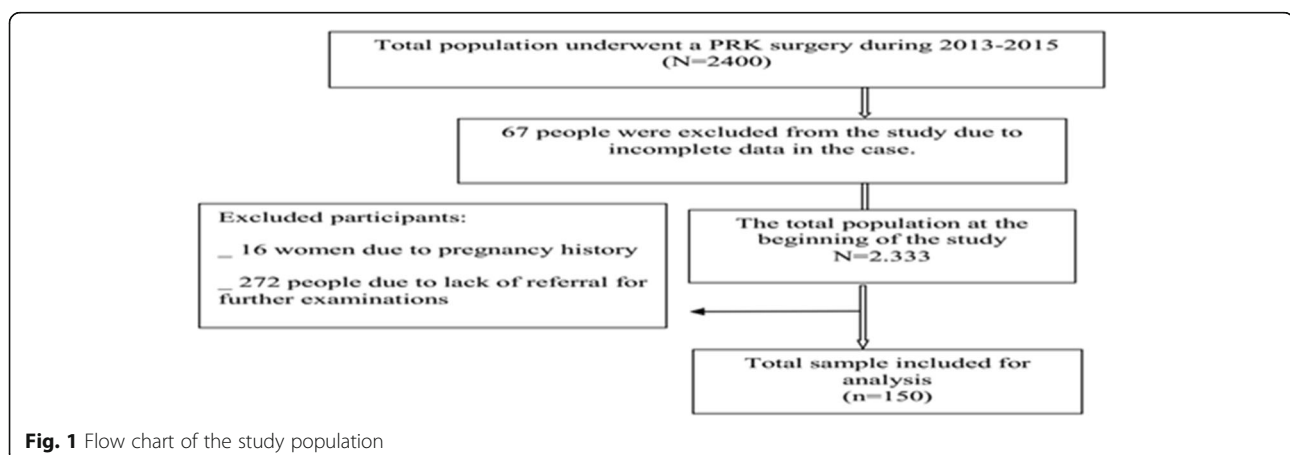 Total population underwent a PRK surgery during 2013-2015
(N=2400)
67 people were excluded from the study due to
incomplete data in the case.
Excluded participants:
_ 16 women due to pregnancy history
_ 272 people due to lack of referral for
further examinations
The total population at the
beginning of the study
N=2.333
Total sample included for
analysis
(n=150)
Fig. 1 Flow chart of the study population